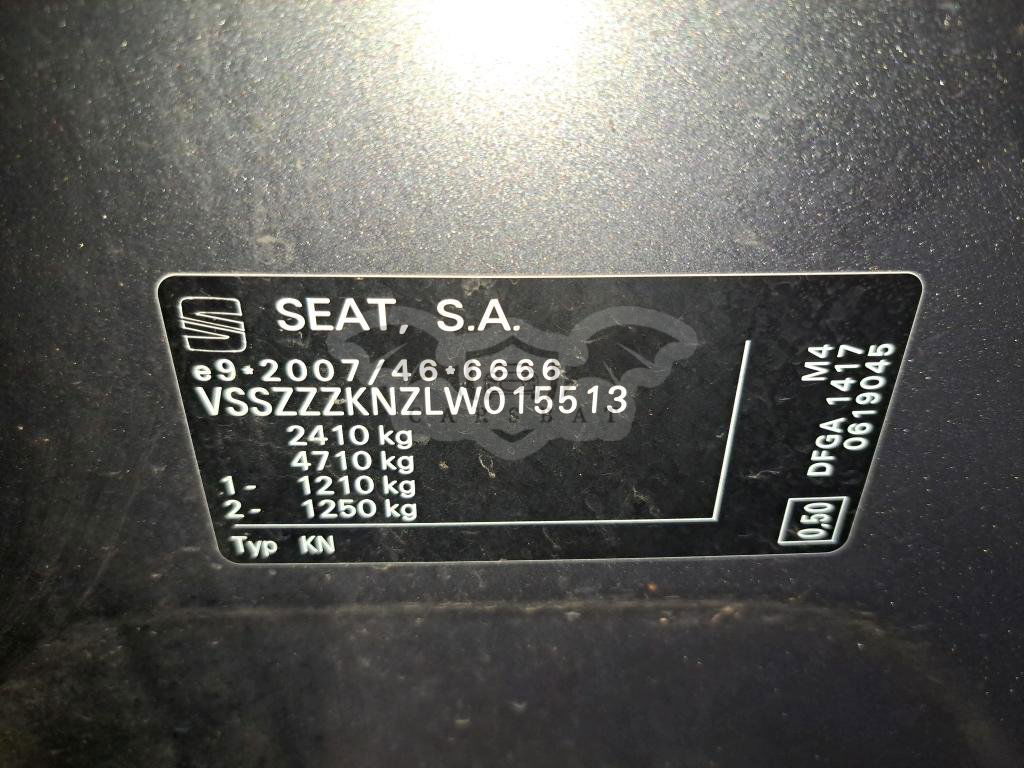 SEAT, S.A.
e9*2007/46*6666
VSSZZZKNZLW015513
2410 kg
4710 kg
1- 1210 kg
2- 1250 kg
Typ KN
M4
DFGA 1417
0619045
0,50
CARSBAT